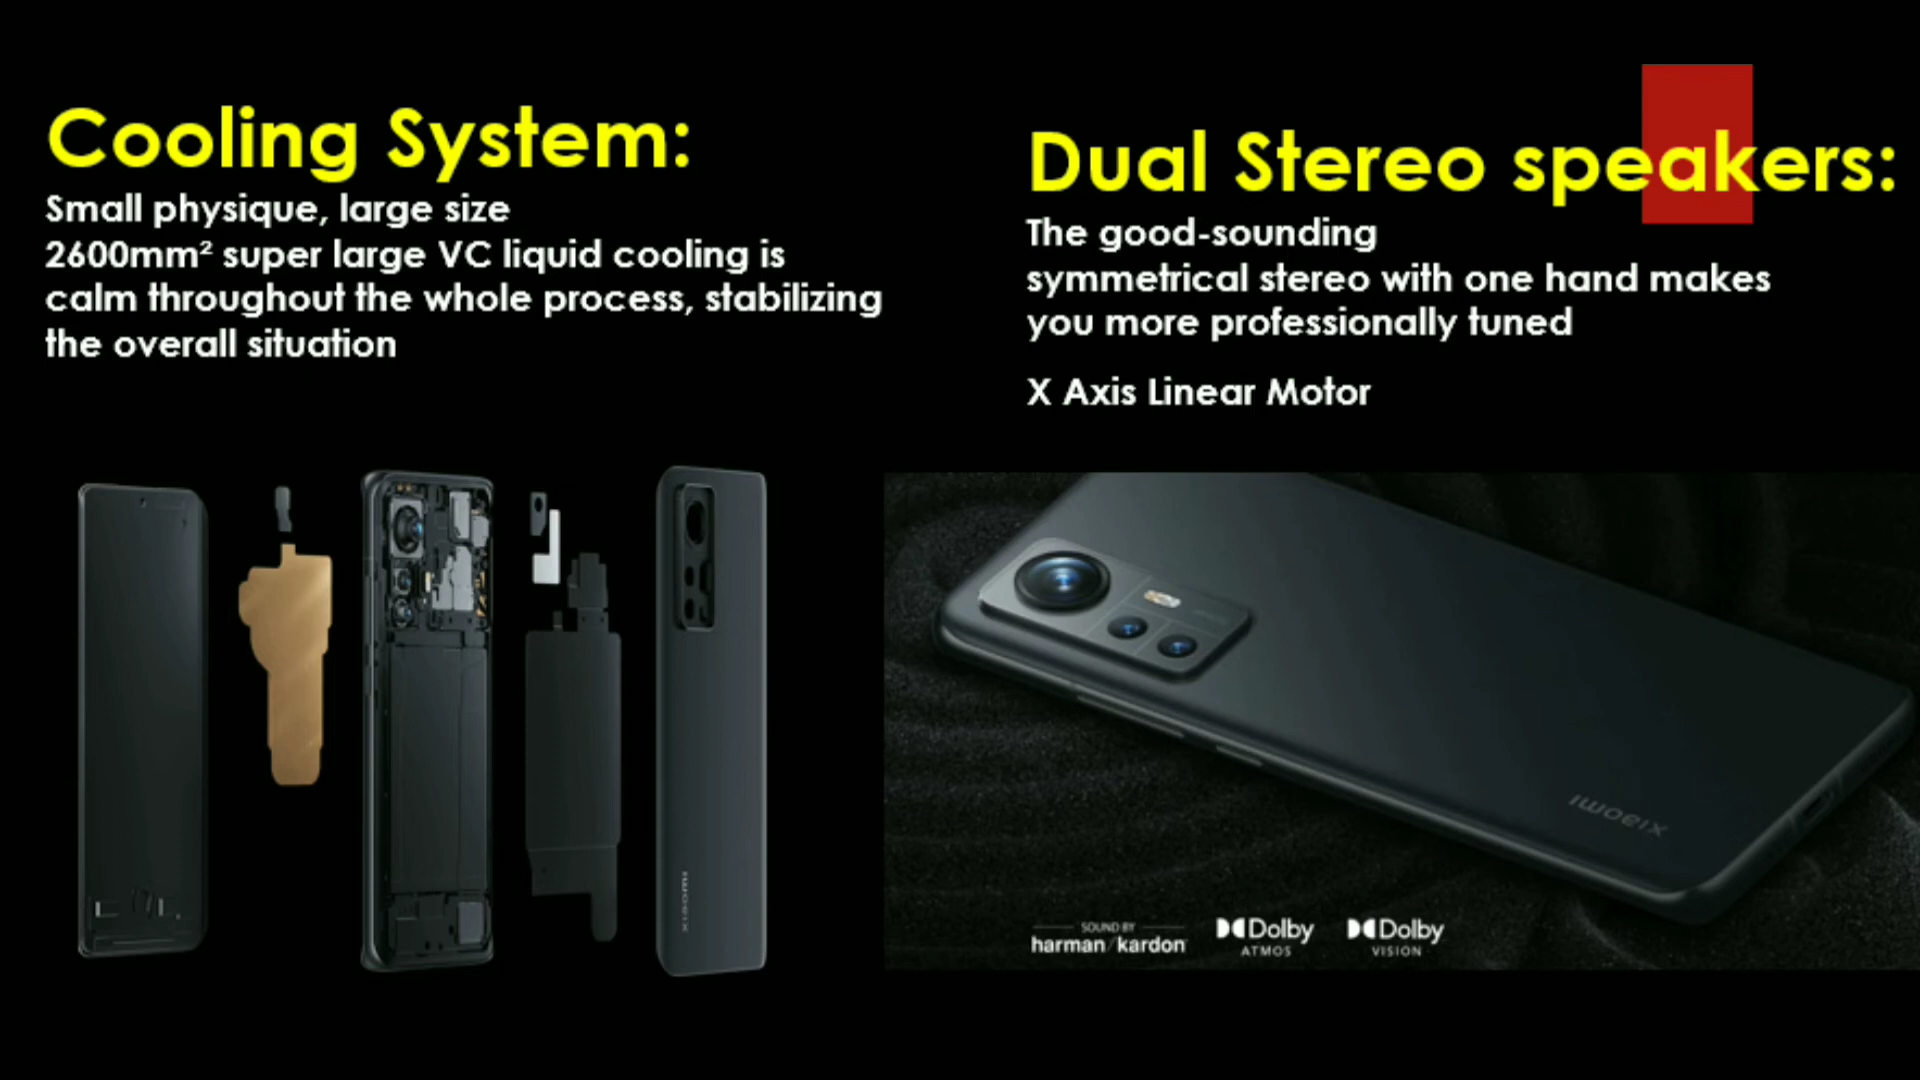 Cooling System:
Small physique, large size
2600mm² super large VC liquid cooling is
calm throughout the whole process, stabilizing
the overall situation
Dual Stereo speakers:
The good-sounding
symmetrical stereo with one hand makes
you more professionally tuned
X Axis Linear Motor
xiaomi
xiaomi
SOUND BY
harman/kardon
Dolby
ATMOS
Dolby
VISION